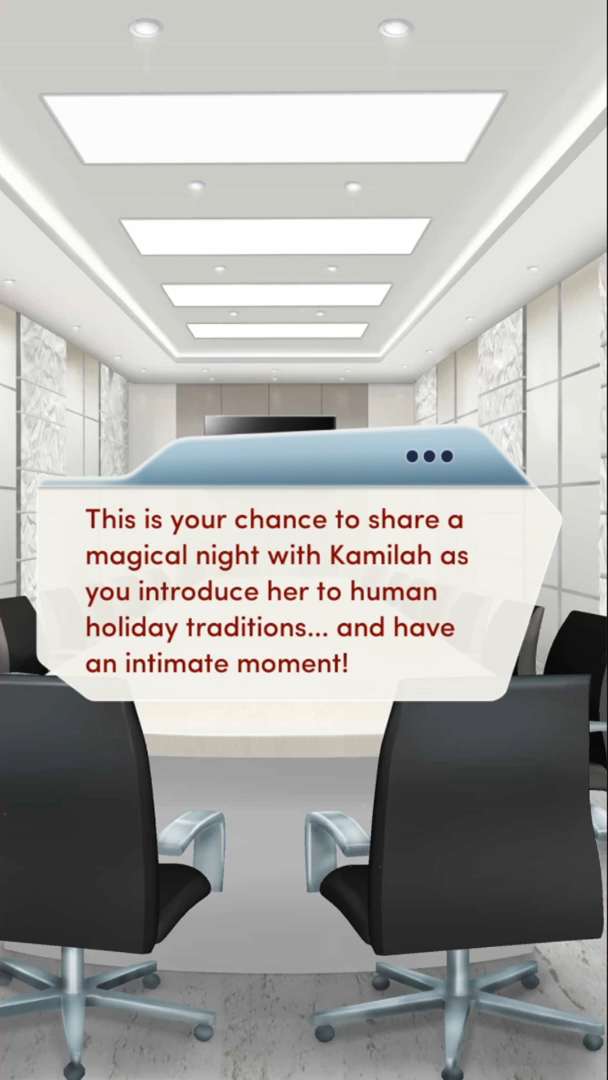 This is your chance to share a
magical night with Kamilah as
you introduce her to human
holiday traditions... and have
an intimate moment!